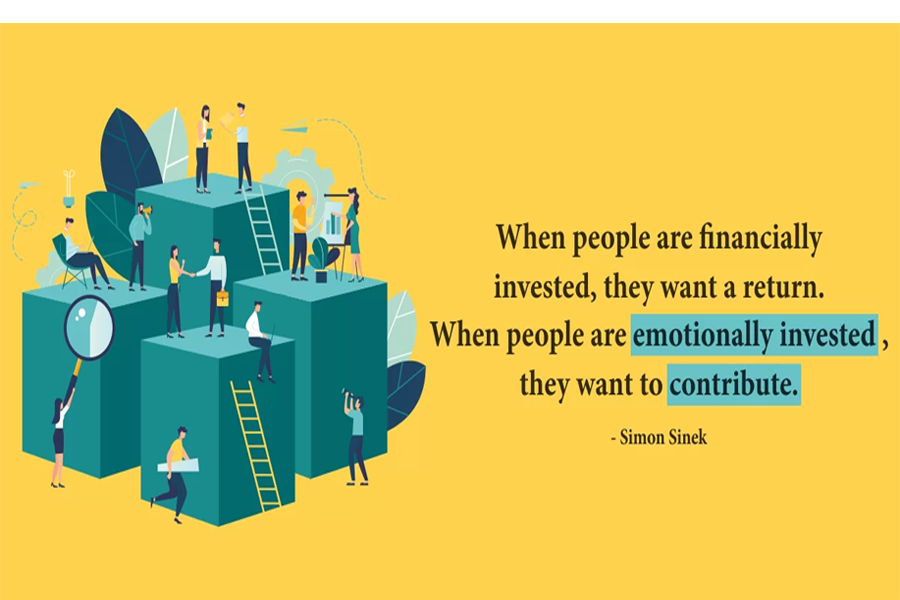 When people are financially
invested, they want a return.
When people are emotionally invested ,
they want to contribute.
- Simon Sinek